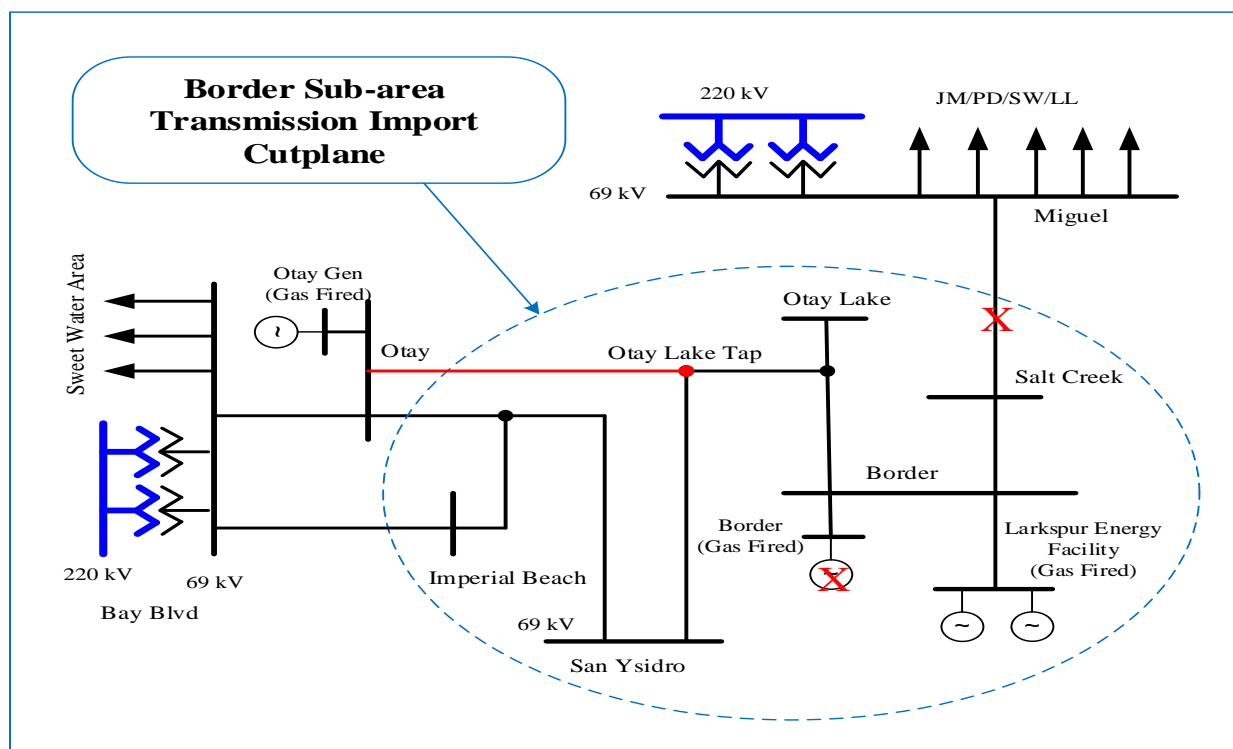 Border Sub-area
Transmission Import
Cutplane
220 kV
JM/PD/SW/LL
69 kV
Miguel
Sweet Water Area
Otay Gen
(Gas Fired)
~
Otay
Otay Lake
X
Otay Lake Tap
Salt Creek
Border
Border
(Gas Fired)
X
Larkspur Energy
Facility
(Gas Fired)
~ ~
Imperial Beach
220 kV
69 kV
Bay Blvd
69 kV
San Ysidro